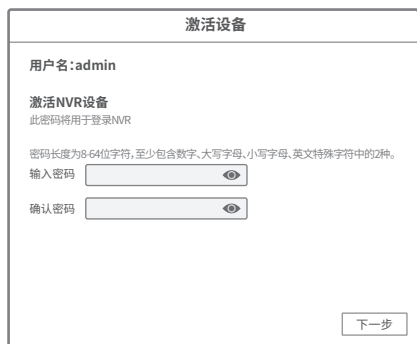 激活设备
用户名:admin
激活NVR设备
此密码将用于登录NVR
密码长度为8-64位字符,至少包含数字、大写字母、小写字母、英文特殊字符中的2种。
输入密码
确认密码
下一步